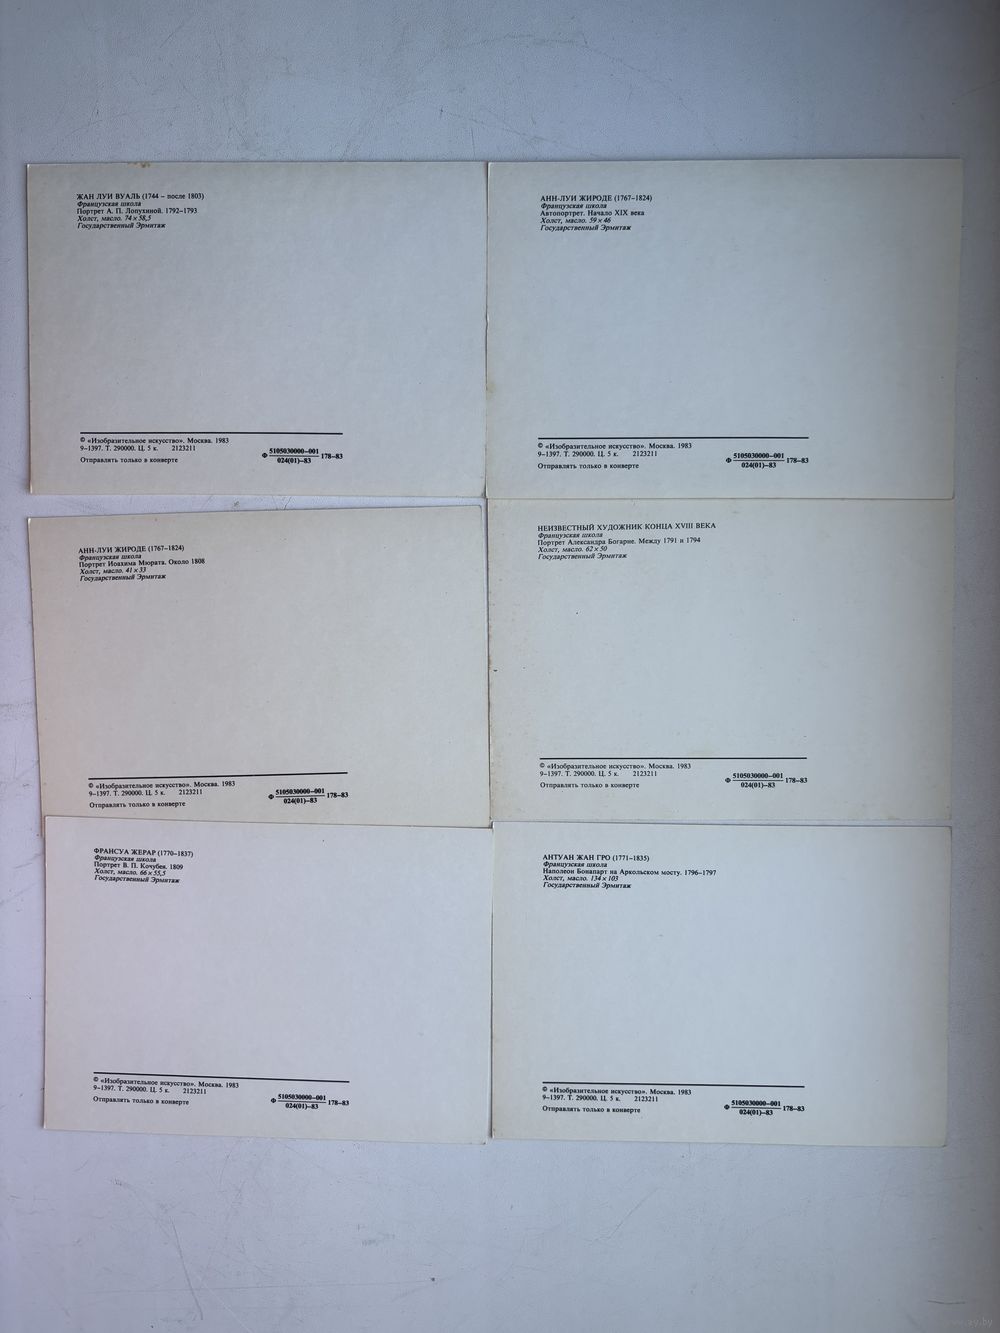 ЖАН ЛУИ ВУАЛЬ (1744 – после 1803)
Французская школа
Портрет А. П. Лопухиной. 1792–1793
Холст, масло. 74×58,5
Государственный Эрмитаж
© «Изобразительное искусство». Москва. 1983
9–1397. Т. 290000. Ц. 5 к. 2123211
Отправлять только в конверте
Ф 5105030000–001 178–83
024(01)–83
АНН-ЛУИ ЖИРОДЕ (1767–1824)
Французская школа
Автопортрет. Начало XIX века
Холст, масло. 59×46
Государственный Эрмитаж
© «Изобразительное искусство». Москва. 1983
9–1397. Т. 290000. Ц. 5 к. 2123211
Отправлять только в конверте
Ф 5105030000–001 178–83
024(01)–83
АНН-ЛУИ ЖИРОДЕ (1767–1824)
Французская школа
Портрет Иоахима Мюрата. Около 1808
Холст, масло. 41×33
Государственный Эрмитаж
© «Изобразительное искусство». Москва. 1983
9–1397. Т. 290000. Ц. 5 к. 2123211
Отправлять только в конверте
Ф 5105030000–001 178–83
024(01)–83
НЕИЗВЕСТНЫЙ ХУДОЖНИК КОНЦА XVIII ВЕКА
Французская школа
Портрет Александра Богарне. Между 1791 и 1794
Холст, масло. 62×50
Государственный Эрмитаж
© «Изобразительное искусство». Москва. 1983
9–1397. Т. 290000. Ц. 5 к. 2123211
Отправлять только в конверте
Ф 5105030000–001 178–83
024(01)–83
ФРАНСУА ЖЕРАР (1770–1837)
Французская школа
Портрет В. П. Кочубея. 1809
Холст, масло. 66×55,5
Государственный Эрмитаж
© «Изобразительное искусство». Москва. 1983
9–1397. Т. 290000. Ц. 5 к. 2123211
Отправлять только в конверте
Ф 5105030000–001 178–83
024(01)–83
АНТУАН ЖАН ГРО (1771–1835)
Французская школа
Наполеон Бонапарт на Аркольском мосту. 1796–1797
Холст, масло. 134×103
Государственный Эрмитаж
© «Изобразительное искусство». Москва. 1983
9–1397. Т. 290000. Ц. 5 к. 2123211
Отправлять только в конверте
Ф 5105030000–001 178–83
024(01)–83
www.ay.by